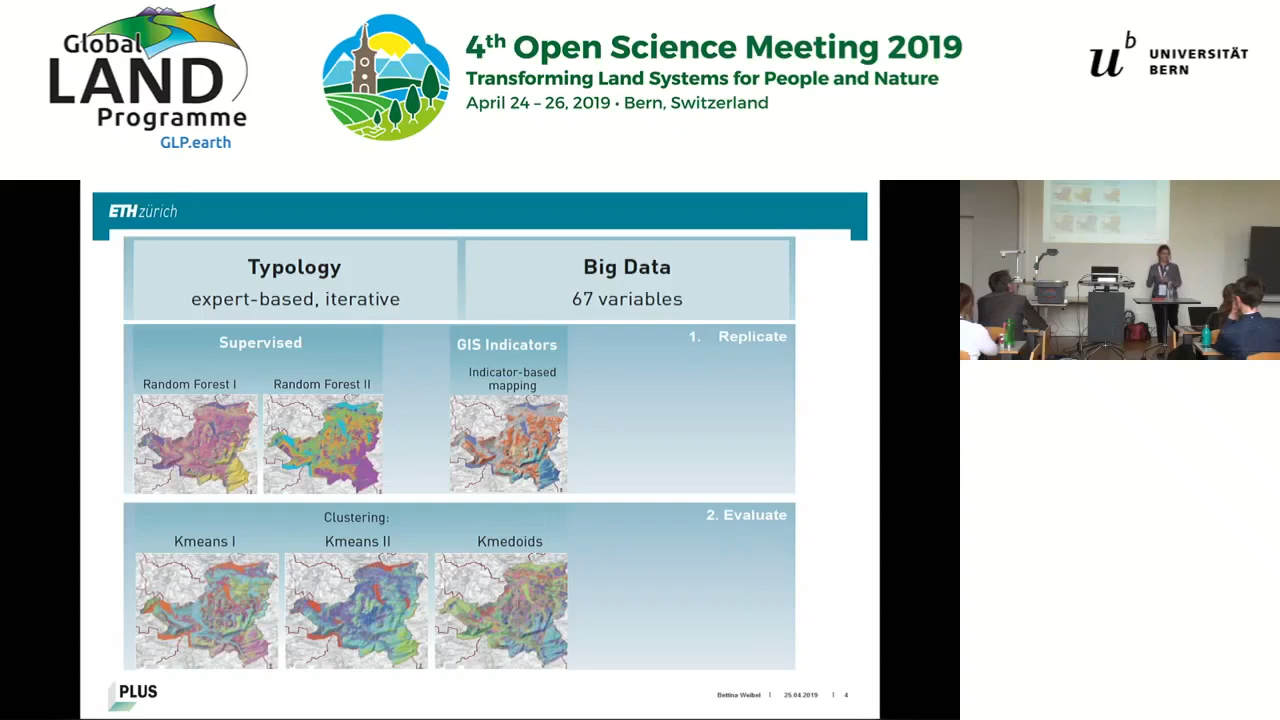 Global
LAND
Programme
GLP.earth
4th Open Science Meeting 2019
Transforming Land Systems for People and Nature
April 24 – 26, 2019 • Bern, Switzerland
u b
UNIVERSITÄT
BERN
ETH zürich
Typology
expert-based, iterative
Big Data
67 variables
Supervised
GIS Indicators
1. Replicate
Random Forest I
Random Forest II
Indicator-based
mapping
2. Evaluate
Clustering:
Kmeans I
Kmeans II
Kmedoids
PLUS
Bettina Weibel | 25.04.2019 | 4